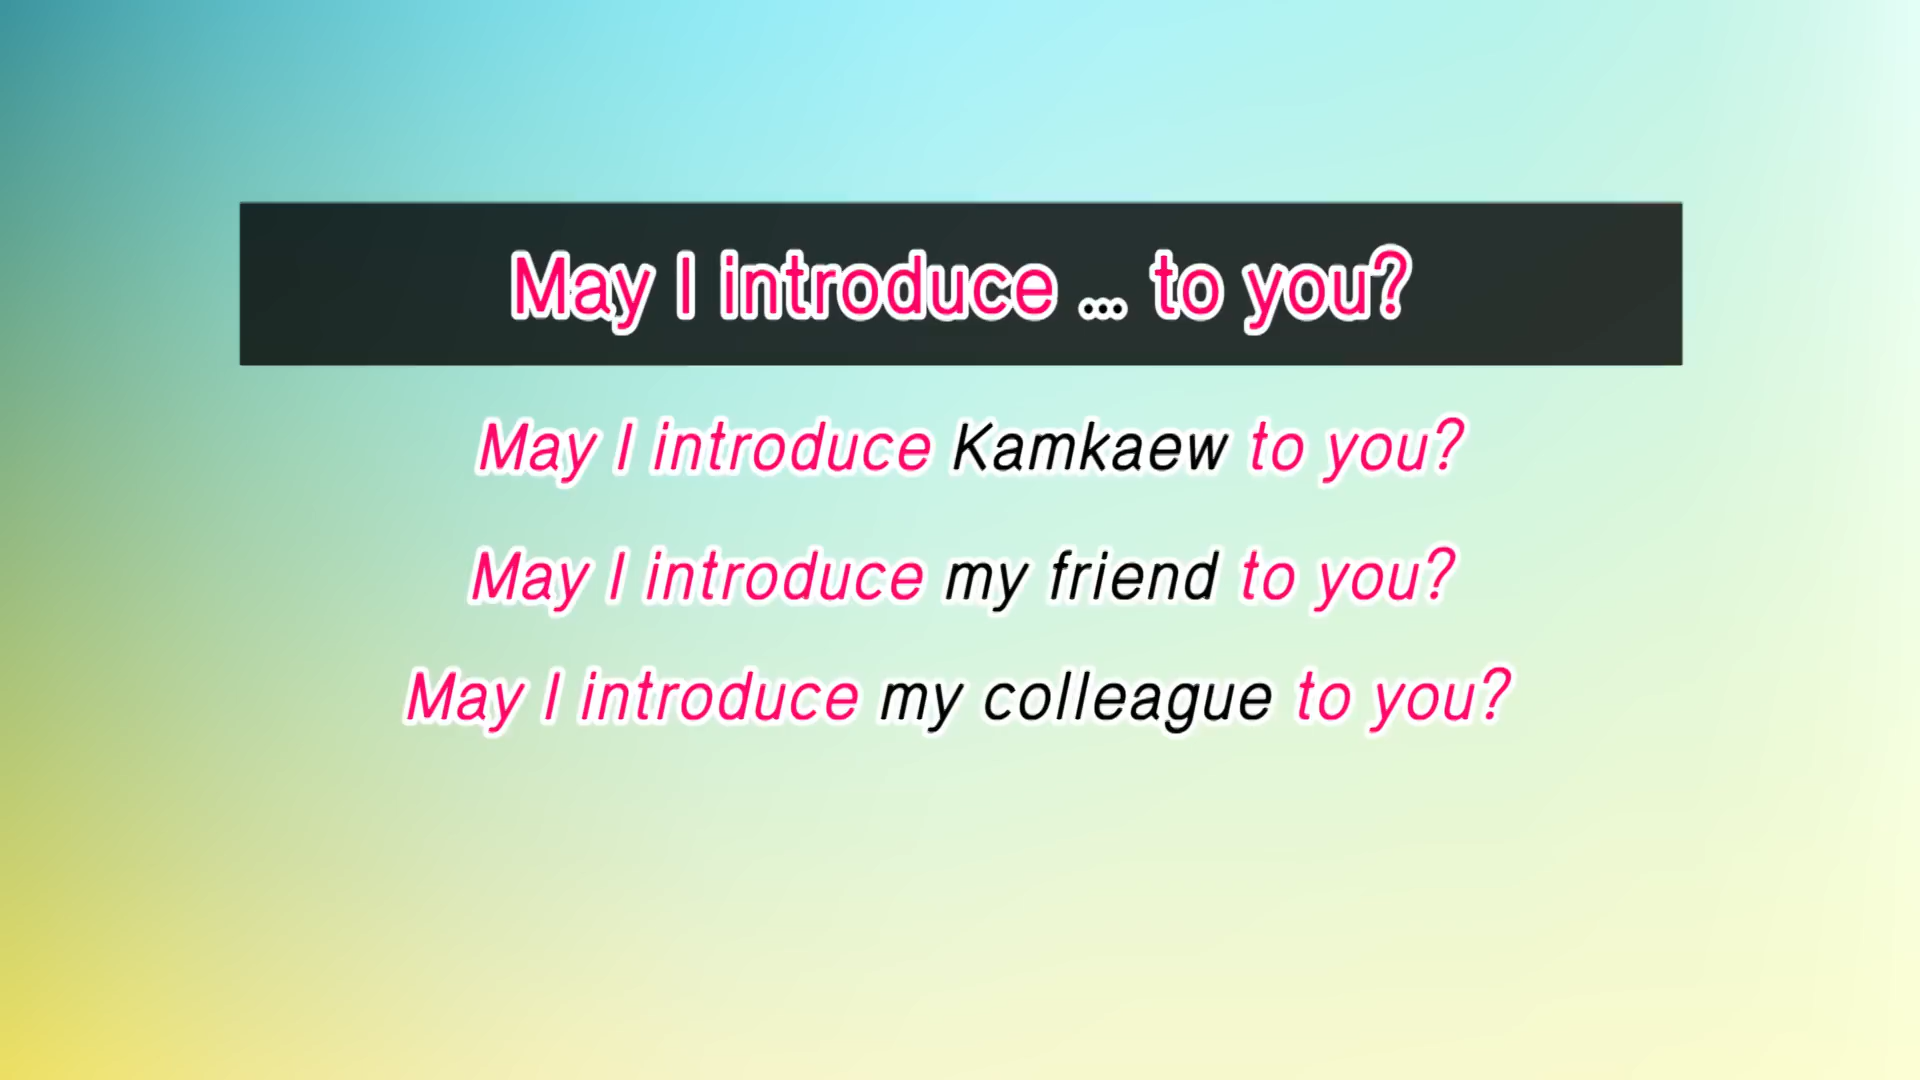 May I introduce ... to you?
May I introduce Kamkaew to you?
May I introduce my friend to you?
May I introduce my colleague to you?